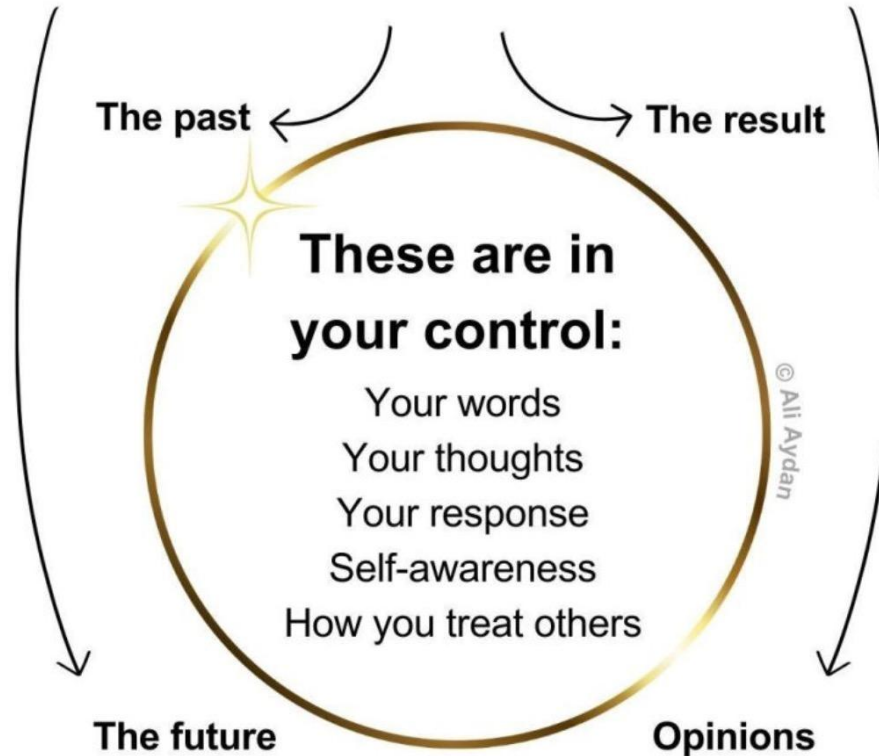 The past
The result
These are in
your control:
Your words
Your thoughts
Your response
Self-awareness
How you treat others
© Ali Aydan
The future
Opinions